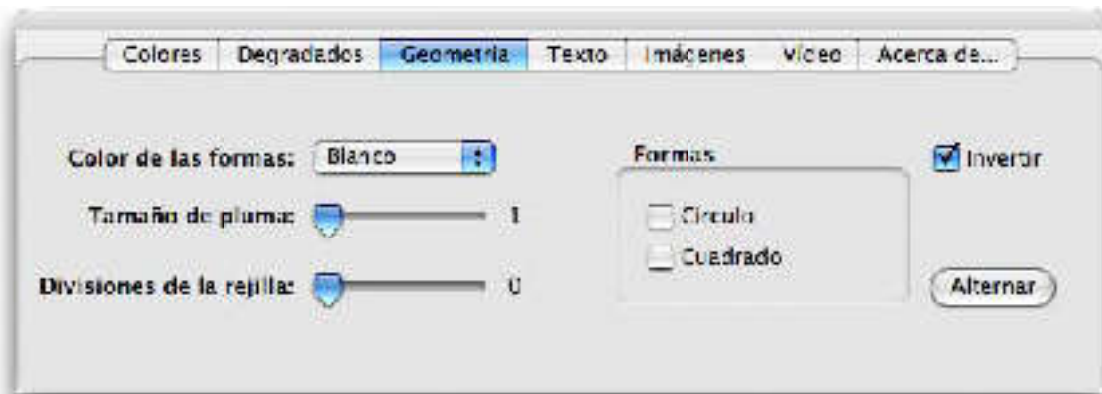 Colores Degradados Geometría Texto Imágenes Vídeo Acerca de...
Color de las formas: Blanco
Tamaño de pluma: 1
Divisiones de la rejilla: 0
Formas
Círculo
Cuadrado
Invertir
Alternar